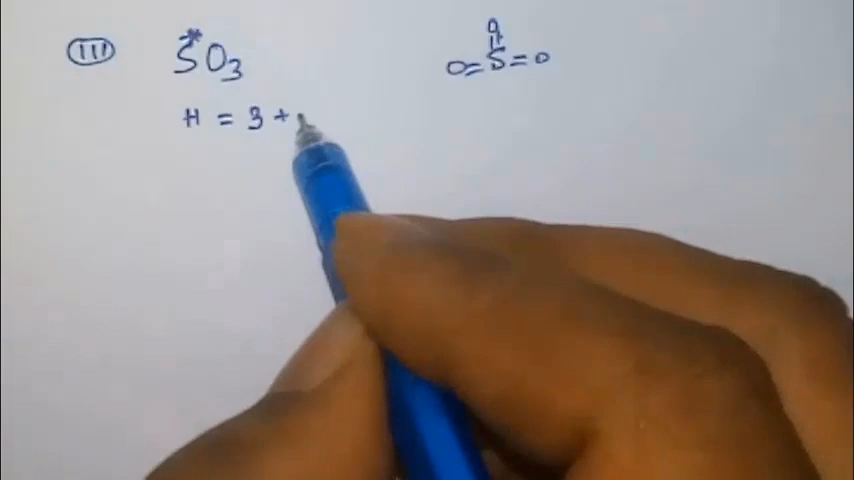 (III) S*O3
O
||
O=S=O
H = 3 +